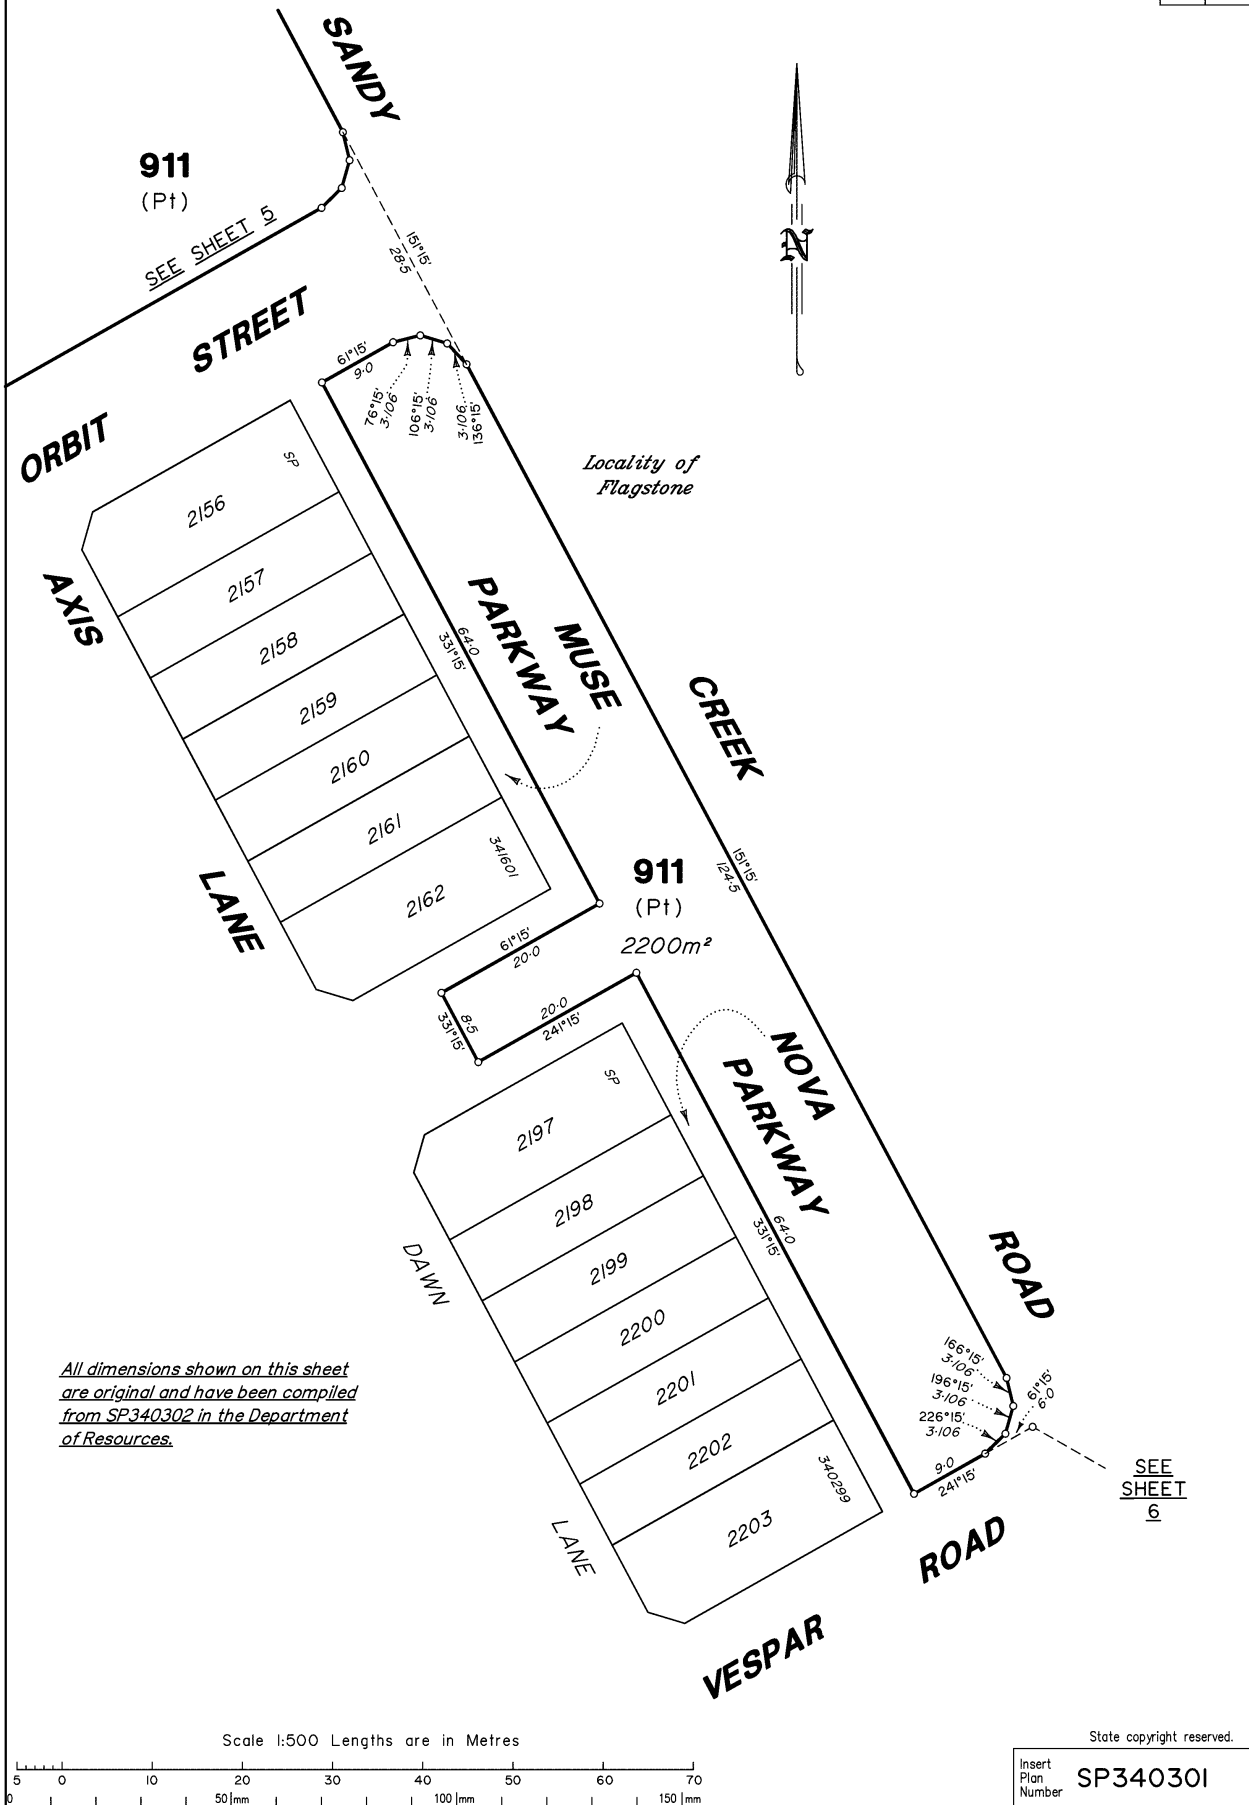 SANDY
911
(Pt)
SEE SHEET 5
151°15'
28·5
N
STREET
ORBIT
61°15'
9·0
76°15'
3·106
106°15'
3·106
136°15'
3·106
Locality of
Flagstone
SP
2156
2157
2158
2159
2160
2161
2162
341601
AXIS
LANE
64·0
331°15'
MUSE
PARKWAY
CREEK
151°15'
124·5
911
(Pt)
2200m²
61°15'
20·0
331°15'
8·5
20·0
241°15'
NOVA
PARKWAY
SP
2197
2198
2199
2200
2201
2202
2203
340299
DAWN
LANE
64·0
331°15'
ROAD
166°15'
3·106
196°15'
3·106
226°15'
3·106
61°15'
6·0
9·0
241°15'
SEE
SHEET
6
VESPAR
ROAD
All dimensions shown on this sheet
are original and have been compiled
from SP340302 in the Department
of Resources.
Scale 1:500 Lengths are in Metres
5 0 10 20 30 40 50 60 70
0 50 mm 100 mm 150 mm
State copyright reserved.
Insert
Plan
Number
SP340301